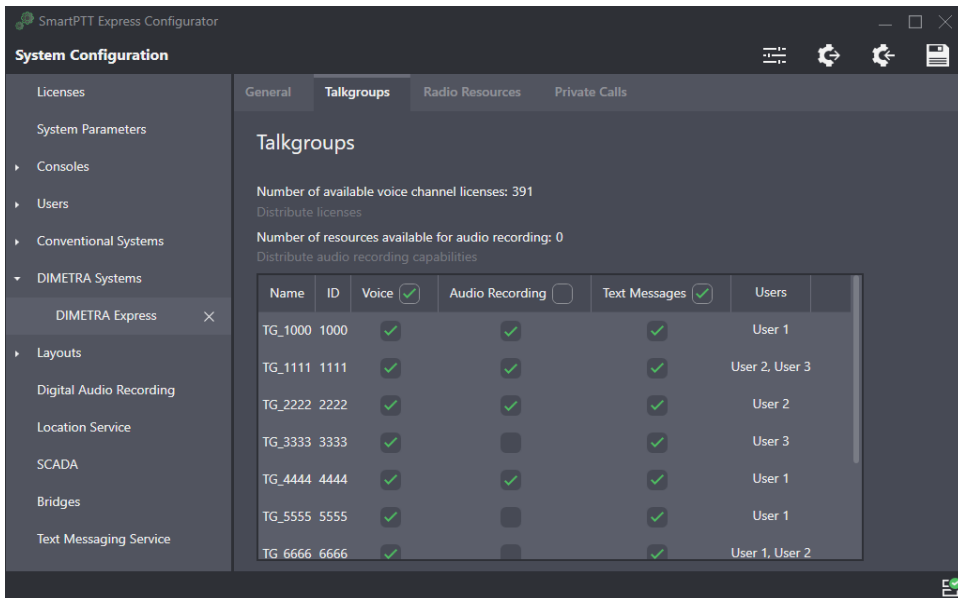 SmartPTT Express Configurator
System Configuration
Licenses
System Parameters
Consoles
Users
Conventional Systems
DIMETRA Systems
DIMETRA Express
Layouts
Digital Audio Recording
Location Service
SCADA
Bridges
Text Messaging Service
General Talkgroups Radio Resources Private Calls
Talkgroups
Number of available voice channel licenses: 391
Distribute licenses
Number of resources available for audio recording: 0
Distribute audio recording capabilities
Name ID Voice Audio Recording Text Messages Users
TG_1000 1000 User 1
TG_1111 1111 User 2, User 3
TG_2222 2222 User 2
TG_3333 3333 User 3
TG_4444 4444 User 1
TG_5555 5555 User 1
TG_6666 6666 User 1, User 2